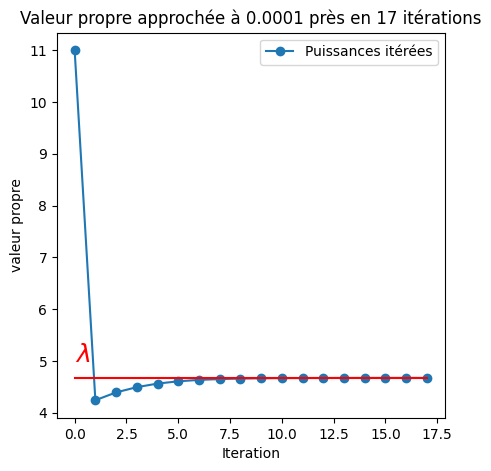 Valeur propre approchée à 0.0001 près en 17 itérations
Puissances itérées
11
10
9
8
7
6
5
4
valeur propre
λ
0.0 2.5 5.0 7.5 10.0 12.5 15.0 17.5
Iteration